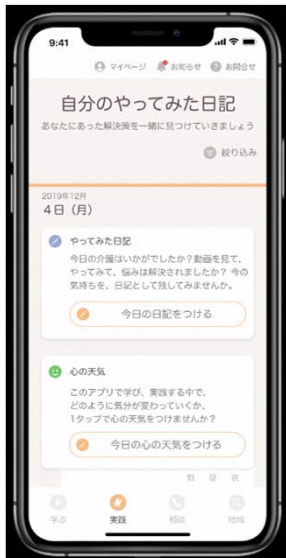 9:41
マイページ お知らせ お問合せ
自分のやってみた日記
あなたにあった解決策を一緒に見つけていきましょう
絞り込み
2019年12月
4日（月）
やってみた日記
今日の介護はいかがでしたか？動画を見て、
やってみて、悩みは解決されましたか？ 今の
気持ちを、日記として残してみませんか。
今日の日記をつける
心の天気
このアプリで学び、実践する中で、
どのように気分が変わっていくか、
1タップで心の天気をつけませんか？
今日の心の天気をつける
朝 昼 夜
学ぶ 実践 相談 地域